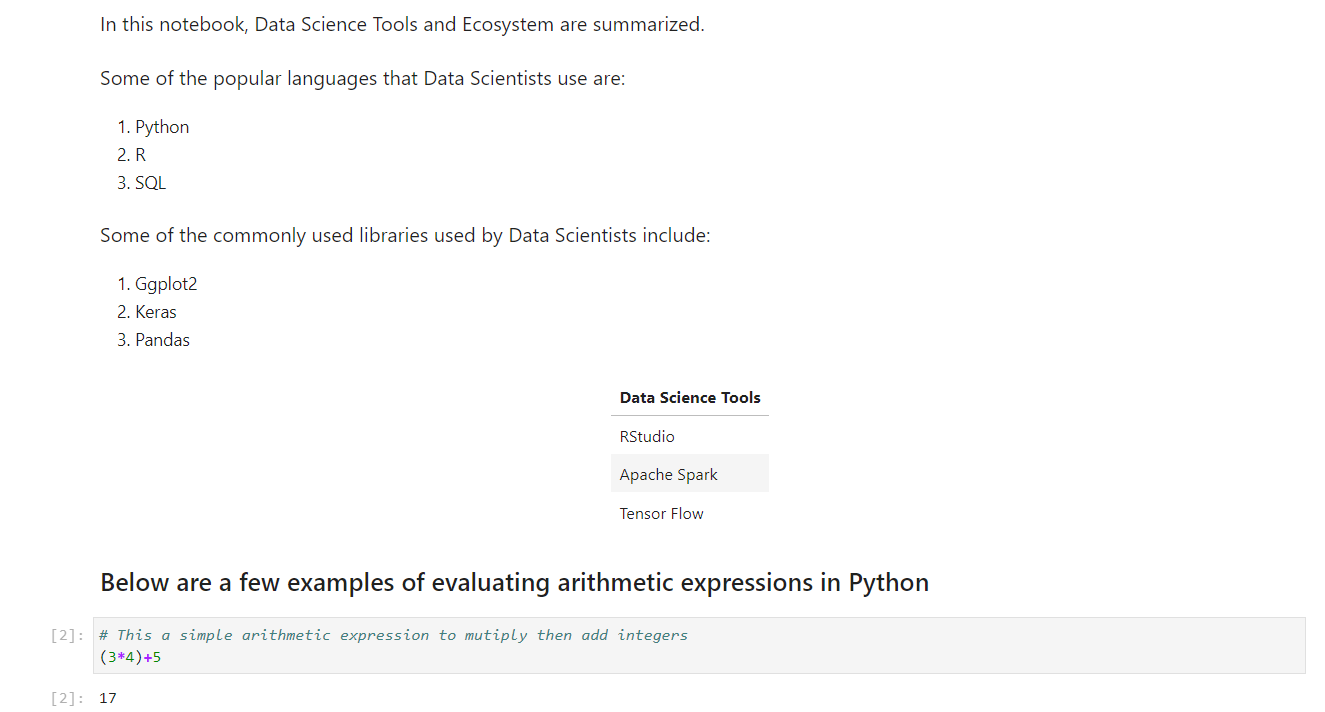 In this notebook, Data Science Tools and Ecosystem are summarized.
Some of the popular languages that Data Scientists use are:
1. Python
2. R
3. SQL
Some of the commonly used libraries used by Data Scientists include:
1. Ggplot2
2. Keras
3. Pandas
Data Science Tools
RStudio
Apache Spark
Tensor Flow
Below are a few examples of evaluating arithmetic expressions in Python
[2]: # This a simple arithmetic expression to mutiply then add integers
(3*4)+5
[2]: 17